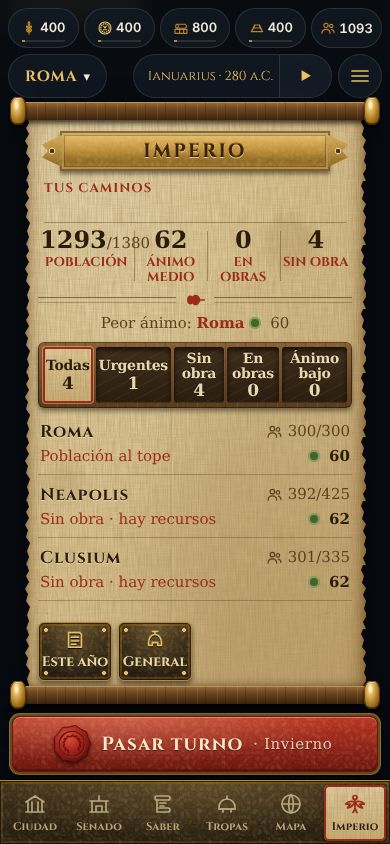 400 400 800 400 1093
ROMA ▾ IANUARIUS · 280 A.C.
IMPERIO
TUS CAMINOS
1293/1380 62 0 4
POBLACIÓN ÁNIMO MEDIO EN OBRAS SIN OBRA
Peor ánimo: Roma 60
Todas 4 Urgentes 1 Sin obra 4 En obras 0 Ánimo bajo 0
ROMA 300/300
Población al tope 60
NEAPOLIS 392/425
Sin obra · hay recursos 62
CLUSIUM 301/335
Sin obra · hay recursos 62
ESTE AÑO GENERAL
PASAR TURNO · Invierno
CIUDAD SENADO SABER TROPAS MAPA IMPERIO